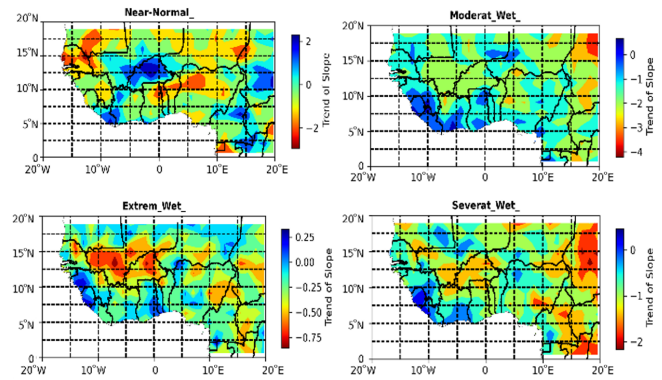 Near-Normal_
20°N
15°N
10°N
5°N
0
20°W
10°W
0
10°E
20°E
2
0
−2
Trend of Slope
Moderat_Wet_
20°N
15°N
10°N
5°N
0
20°W
10°W
0
10°E
20°E
0
−1
−2
−3
−4
Trend of Slope
Extrem_Wet_
20°N
15°N
10°N
5°N
0
20°W
10°W
0
10°E
20°E
0.25
0.00
−0.25
−0.50
−0.75
Trend of Slope
Severat_Wet_
20°N
15°N
10°N
5°N
0
20°W
10°W
0
10°E
20°E
0
−1
−2
Trend of Slope